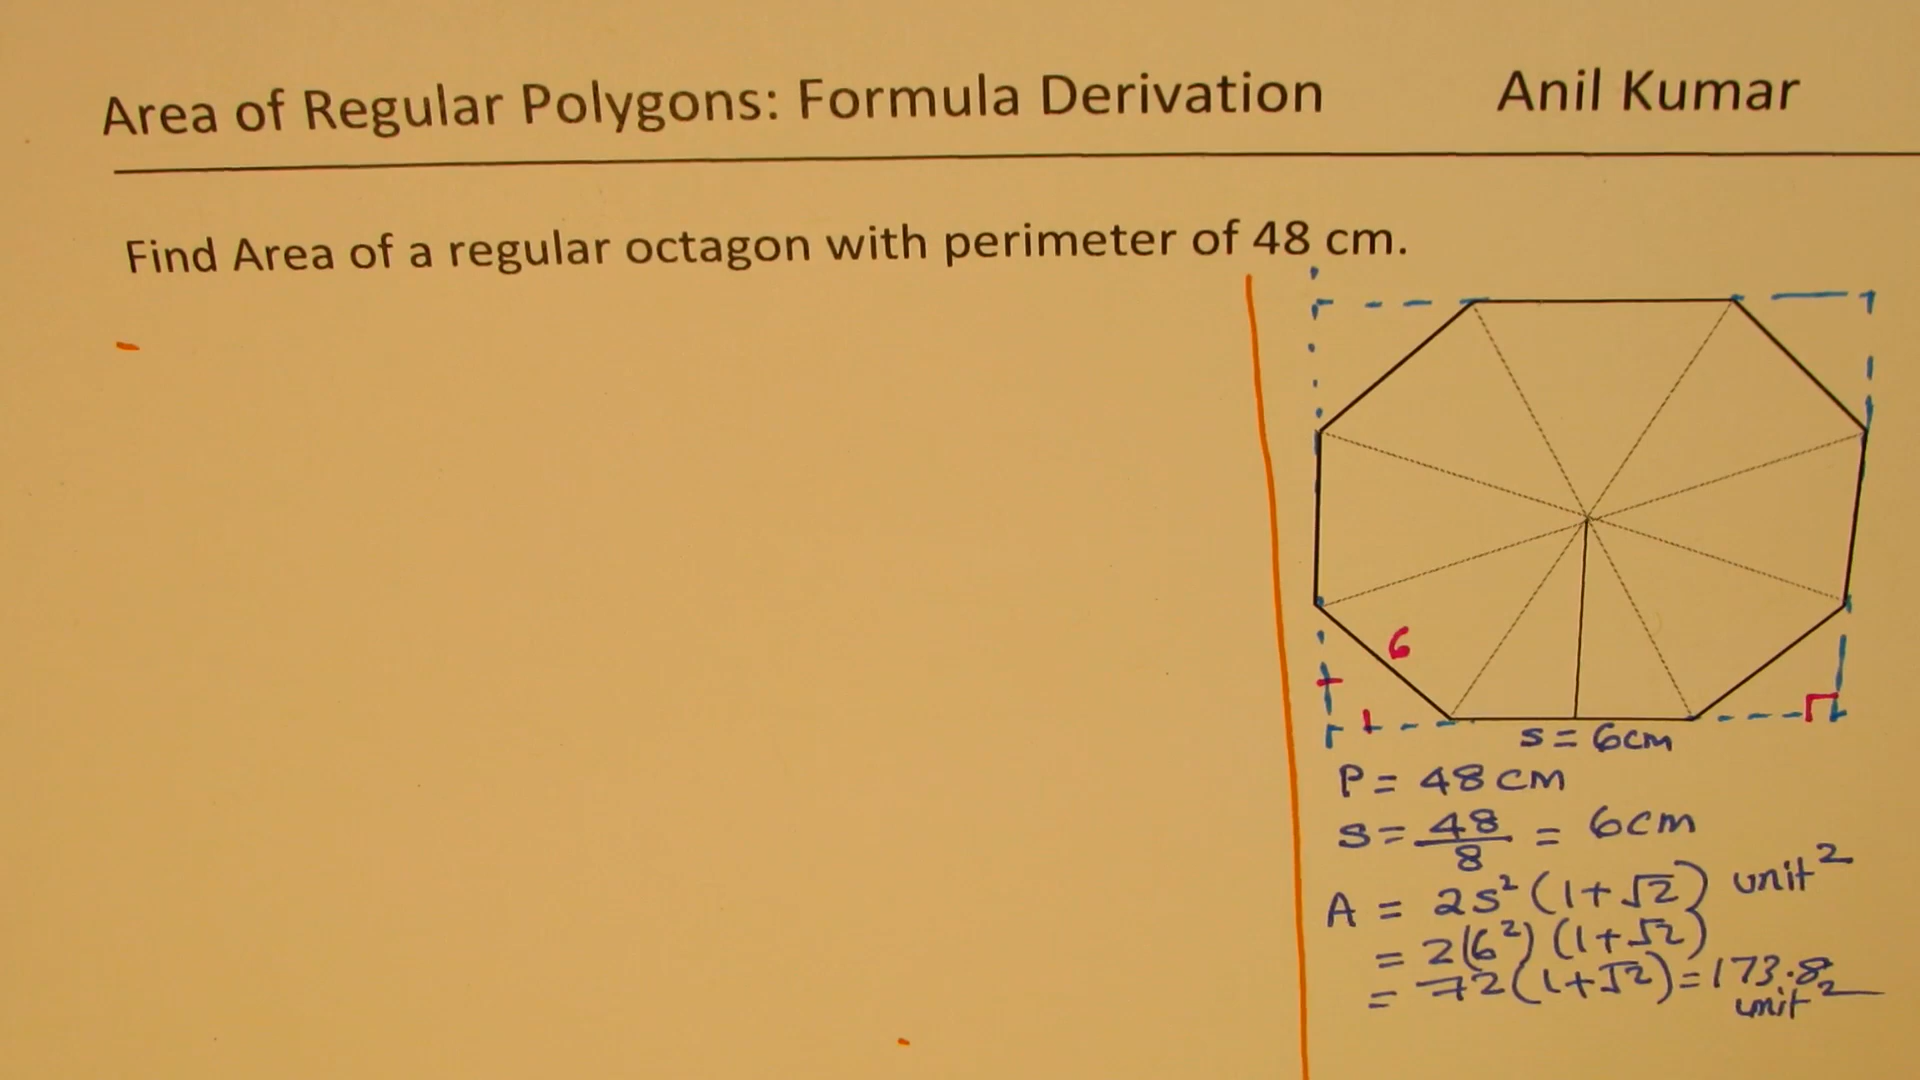 Area of Regular Polygons: Formula Derivation Anil Kumar
Find Area of a regular octagon with perimeter of 48 cm.
6
s = 6cm
P = 48 cm
S = 48/8 = 6cm
A = 2s²(1+√2) unit²
= 2(6²)(1+√2)
= 72(1+√2) = 173.8 unit²